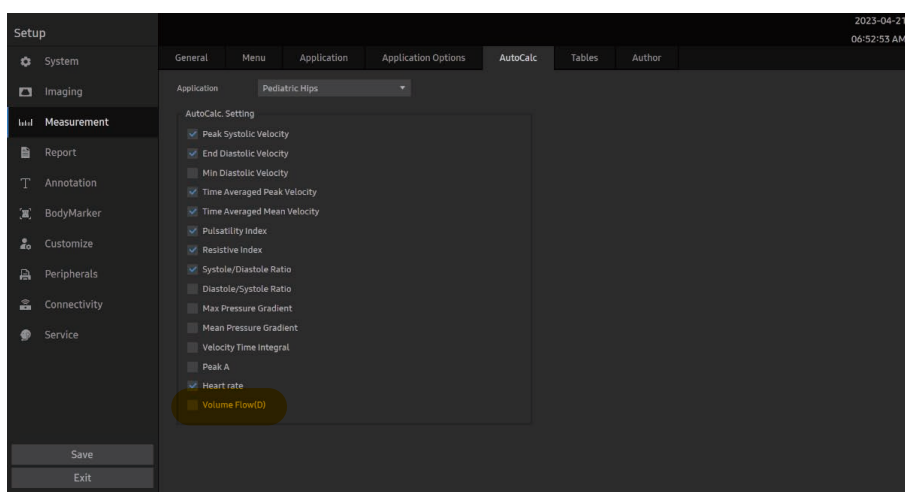 2023-04-21
Setup
06:52:53 AM
System
General Menu Application Application Options AutoCalc Tables Author
Imaging
Application Pediatric Hips
Measurement
AutoCalc. Setting
Peak Systolic Velocity
Report
End Diastolic Velocity
Min Diastolic Velocity
Annotation
Time Averaged Peak Velocity
BodyMarker
Time Averaged Mean Velocity
Pulsatility Index
Customize
Resistive Index
Systole/Diastole Ratio
Peripherals
Diastole/Systole Ratio
Connectivity
Max Pressure Gradient
Mean Pressure Gradient
Service
Velocity Time Integral
Peak A
Heart rate
Volume Flow(D)
Save
Exit